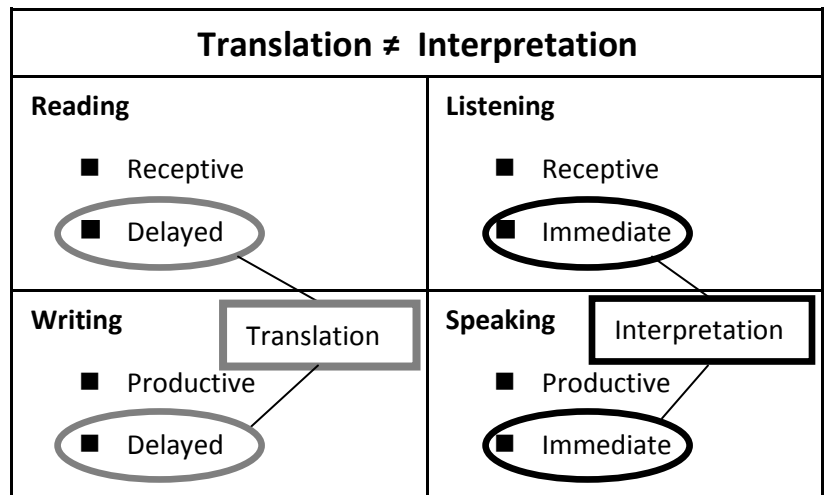 Translation ≠ Interpretation
Reading
■ Receptive
■ Delayed
Listening
■ Receptive
■ Immediate
Writing
Translation
■ Productive
■ Delayed
Speaking
Interpretation
■ Productive
■ Immediate